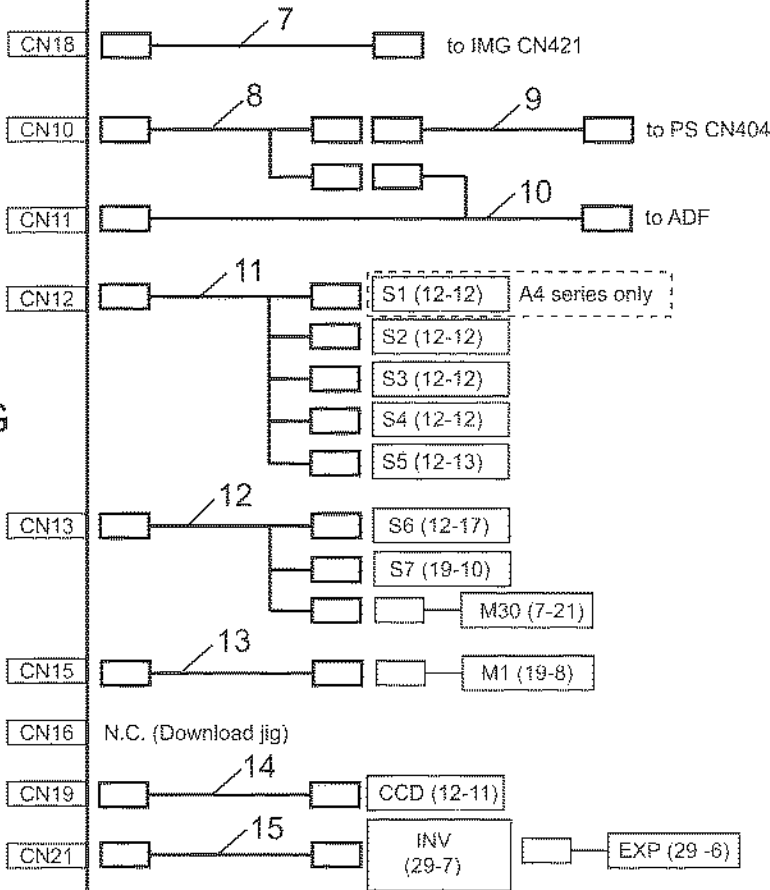 7
CN18 to IMG CN421
8 9
CN10 to PS CN404
10
CN11 to ADF
11
CN12 S1 (12-12) A4 series only
S2 (12-12)
S3 (12-12)
G
S4 (12-12)
S5 (12-13)
12
CN13 S6 (12-17)
S7 (19-10)
M30 (7-21)
13
CN15 M1 (19-8)
CN16 N.C. (Download jig)
14
CN19 CCD (12-11)
15
INV
CN21 EXP (29 -6)
(29-7)